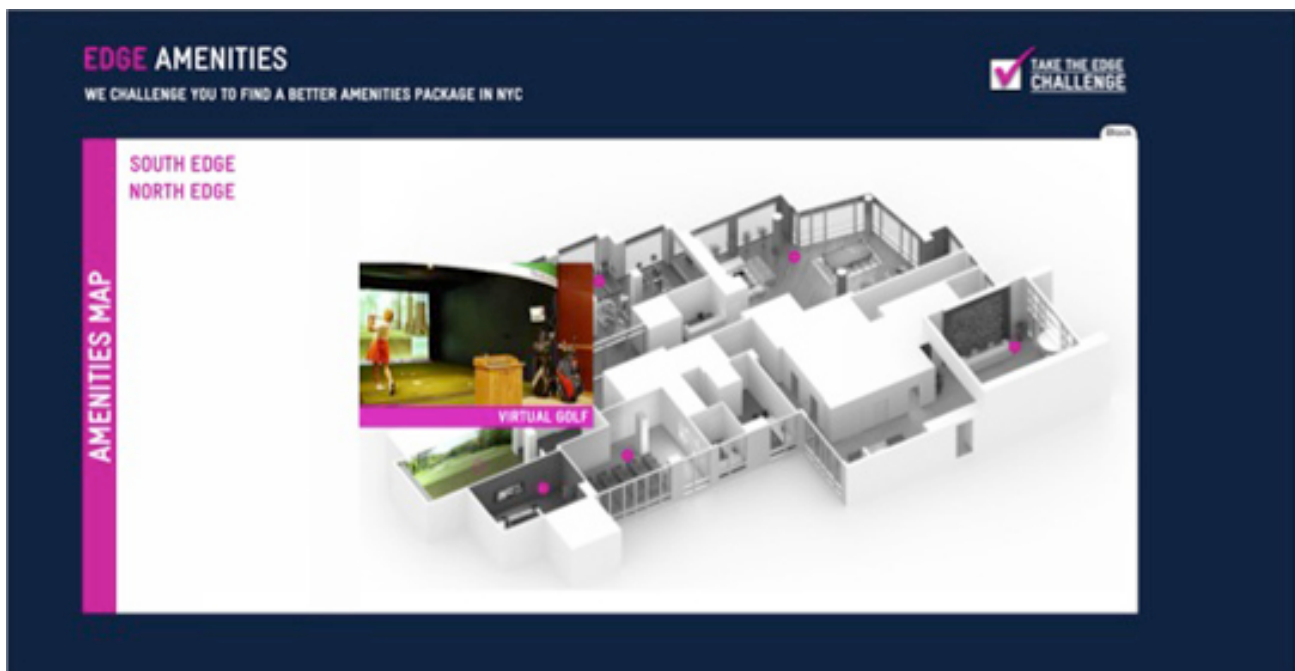 EDGE AMENITIES
WE CHALLENGE YOU TO FIND A BETTER AMENITIES PACKAGE IN NYC
TAKE THE EDGE
CHALLENGE
Block
SOUTH EDGE
NORTH EDGE
AMENITIES MAP
VIRTUAL GOLF